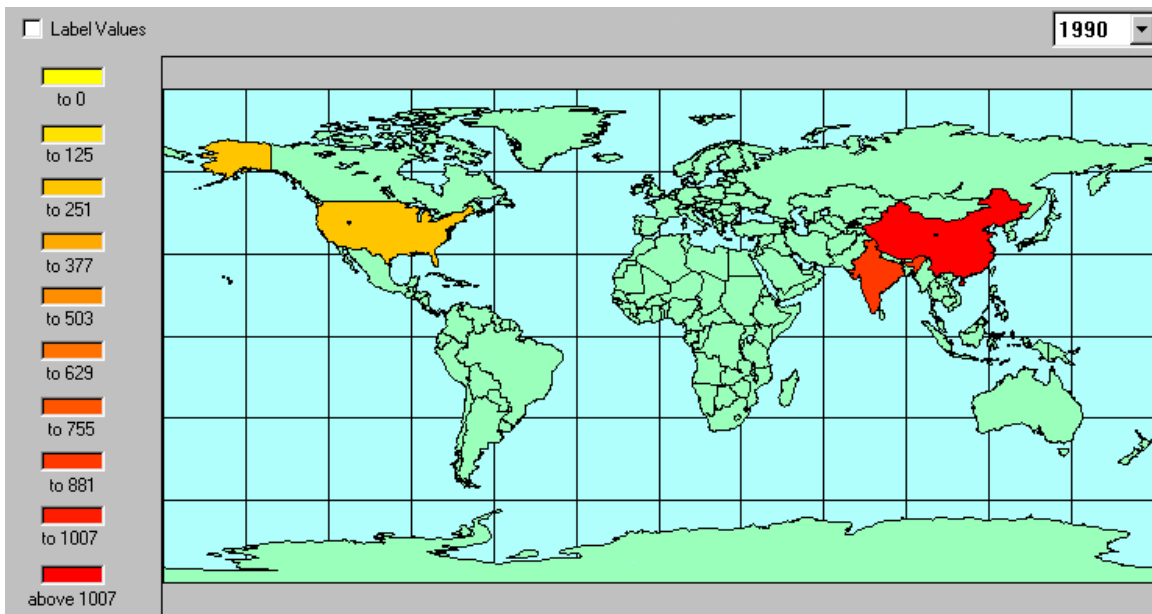 Label Values
1990
to 0
to 125
to 251
to 377
to 503
to 629
to 755
to 881
to 1007
above 1007